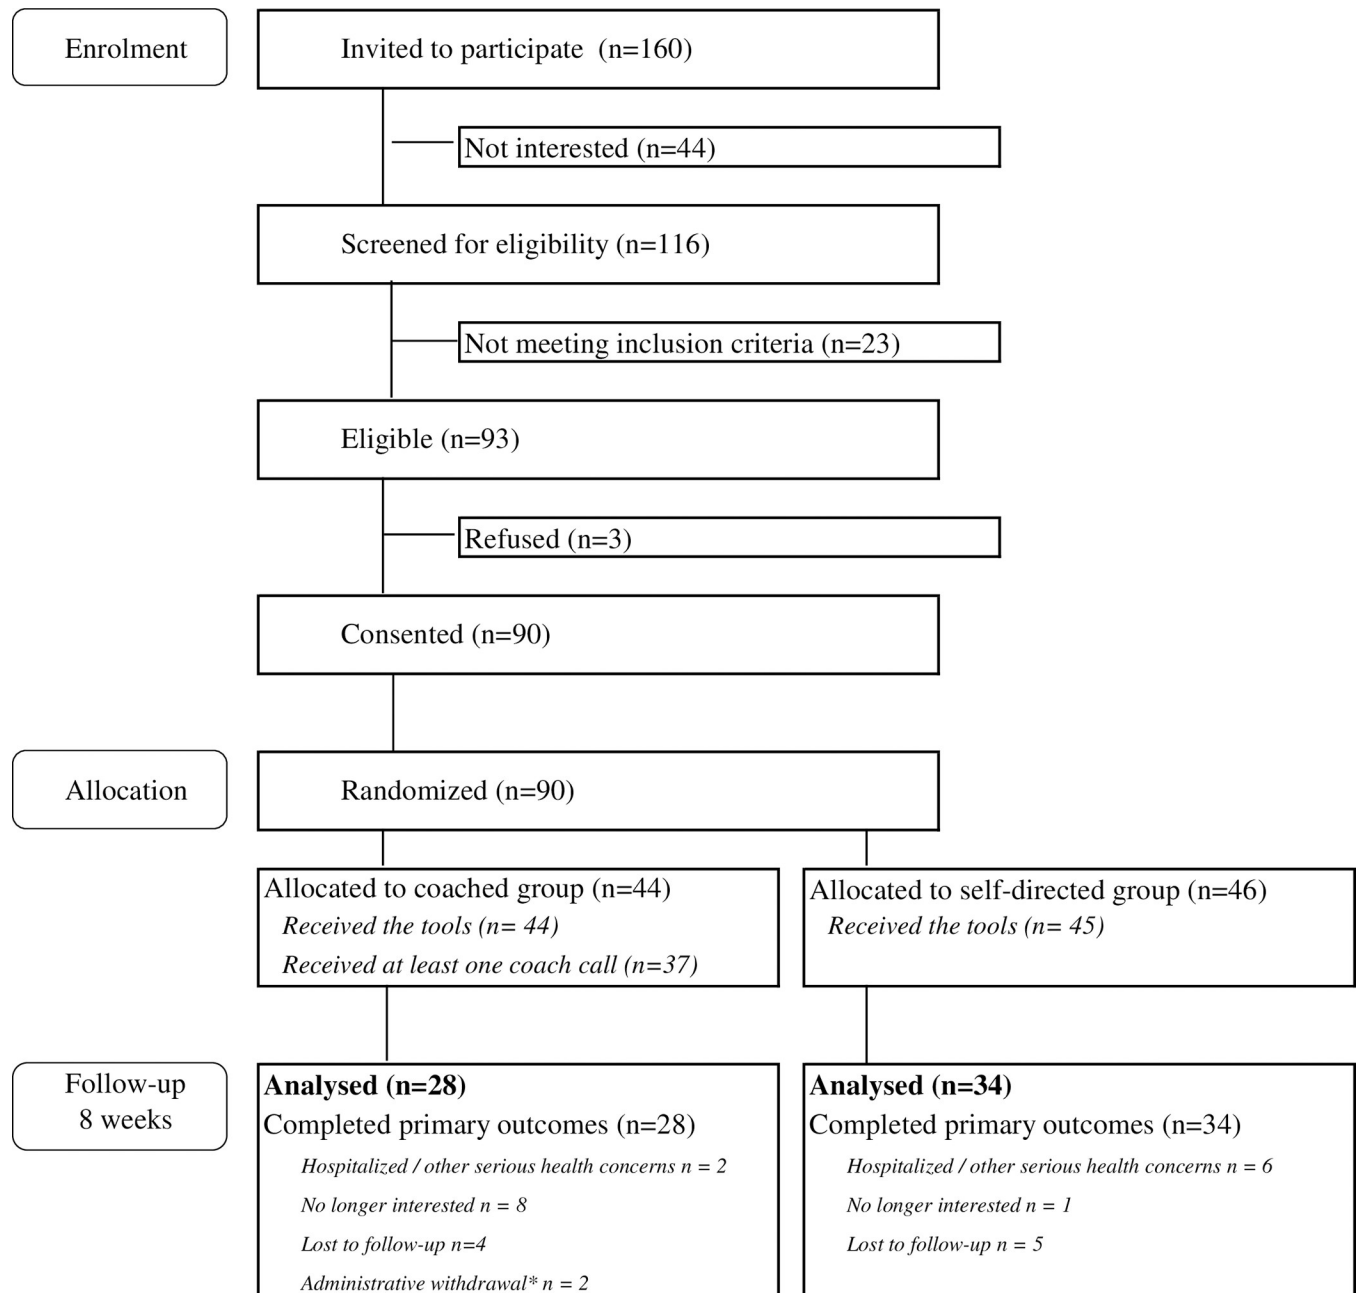 Enrolment
Invited to participate  (n=160)
Not interested (n=44)
Screened for eligibility (n=116)
Not meeting inclusion criteria (n=23)
Eligible (n=93)
Refused (n=3)
Consented (n=90)
Allocation
Randomized (n=90)
Allocated to coached group (n=44)
Received the tools (n= 44)
Received at least one coach call (n=37)
Allocated to self-directed group (n=46)
Received the tools (n= 45)
Follow-up
8 weeks
Analysed (n=28)
Completed primary outcomes (n=28)
Hospitalized / other serious health concerns n = 2
No longer interested n = 8
Lost to follow-up n=4
Administrative withdrawal* n = 2
Analysed (n=34)
Completed primary outcomes (n=34)
Hospitalized / other serious health concerns n = 6
No longer interested n = 1
Lost to follow-up n = 5